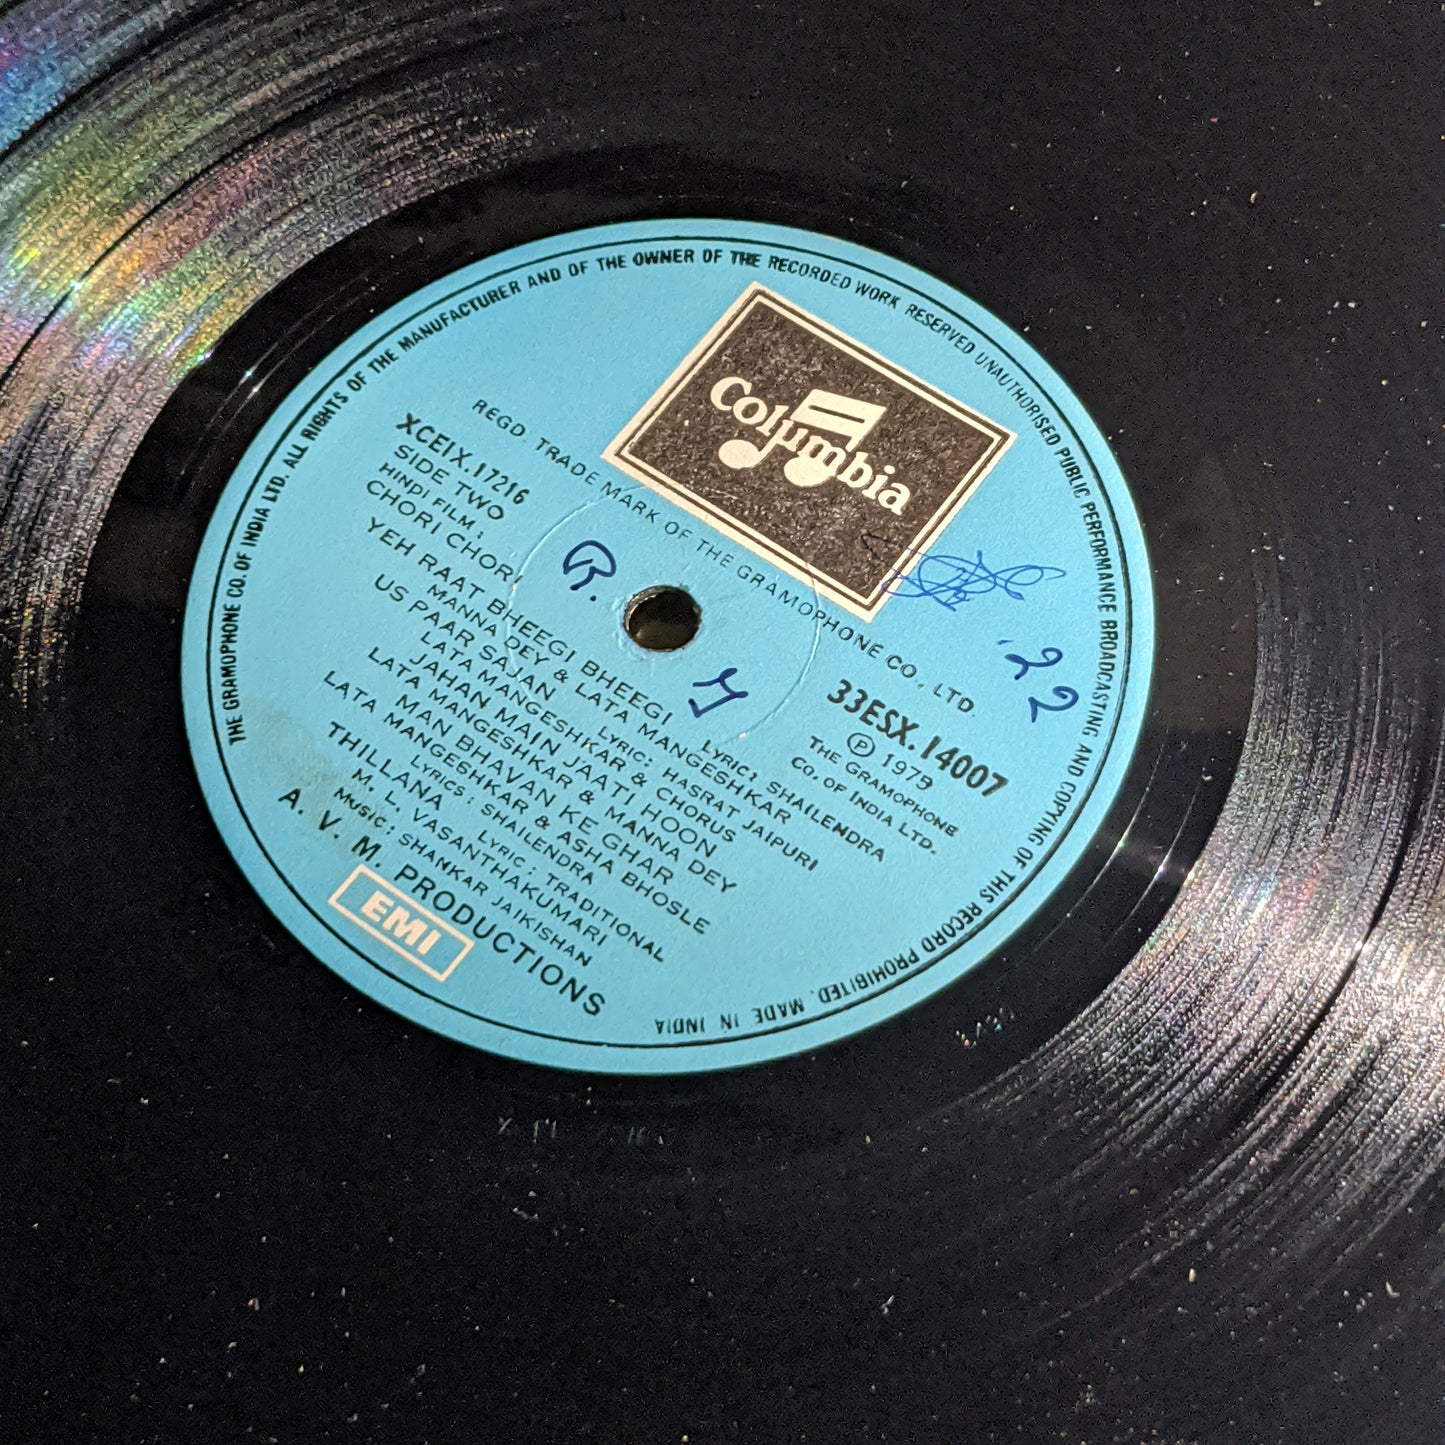 THE GRAMOPHONE CO. OF INDIA LTD. ALL RIGHTS OF THE MANUFACTURER AND OF THE OWNER OF THE RECORDED WORK RESERVED UNAUTHORISED PUBLIC PERFORMANCE BROADCASTING AND COPYING OF THIS RECORD PROHIBITED. MADE IN INDIA
Columbia
REGD. TRADE MARK OF THE GRAMOPHONE CO., LTD.
XCEIX.17216
SIDE TWO
HINDI FILM;
CHORI CHORI
33ESX.14007
Ⓟ 1979
THE GRAMOPHONE
CO. OF INDIA LTD.
YEH RAAT BHEEGI BHEEGI LYRIC: SHAILENDRA
MANNA DEY & LATA MANGESHKAR
US PAAR SAJAN LYRIC: HASRAT JAIPURI
LATA MANGESHKAR & CHORUS
JAHAN MAIN JAATI HOON
LATA MANGESHKAR & MANNA DEY
MAN BHAVAN KE GHAR
LATA MANGESHKAR & ASHA BHOSLE
LYRICS: SHAILENDRA
THILLANA LYRIC: TRADITIONAL
M. L. VASANTHAKUMARI
MUSIC: SHANKAR JAIKISHAN
A. V. M. PRODUCTIONS
EMI